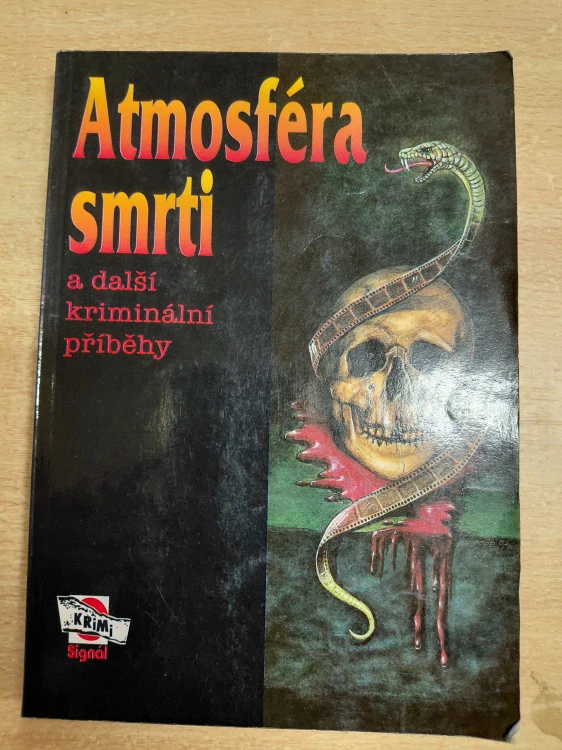 Atmosféra
smrti
a další
kriminální
příběhy
KRiMi
Signál